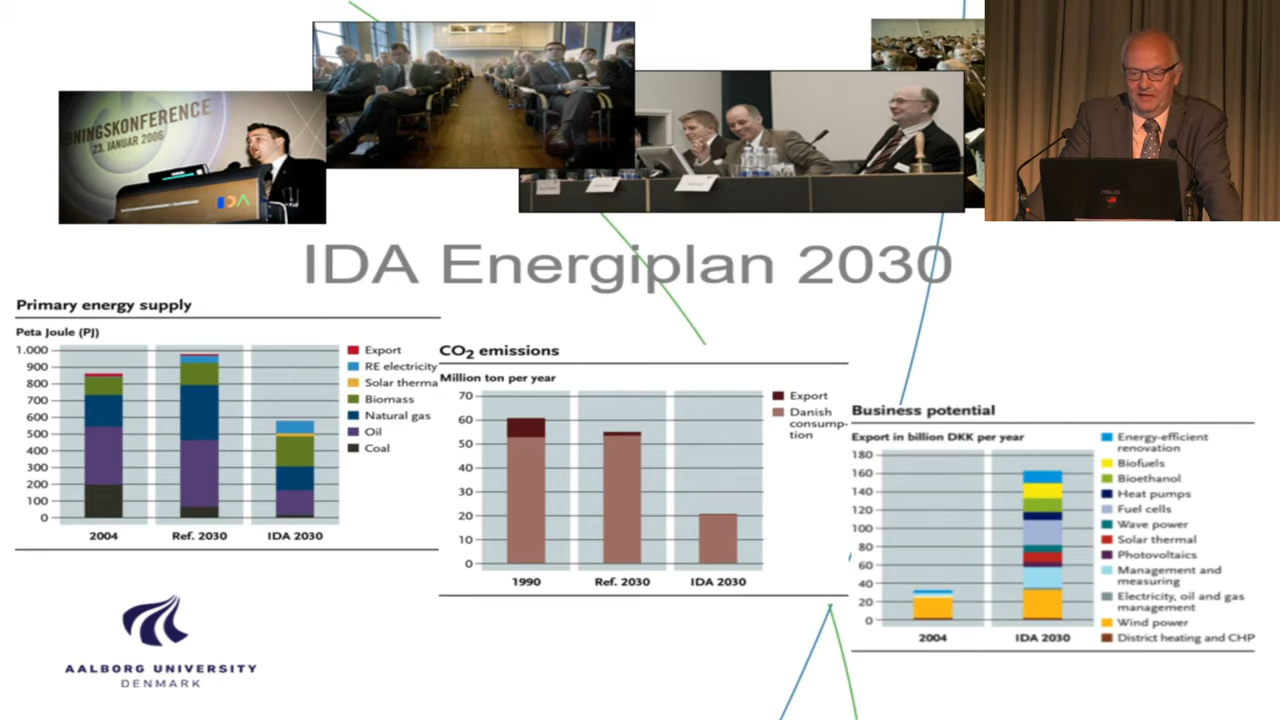 RNINGSKONFERENCE
23. JANUAR 2006
IDA
ASUS
IDA Energiplan 2030
Primary energy supply
Peta Joule (PJ)
1.000
900
800
700
600
500
400
300
200
100
0
2004
Ref. 2030
IDA 2030
Export
RE electricity
Solar therma
Biomass
Natural gas
Oil
Coal
CO2 emissions
Million ton per year
70
60
50
40
30
20
10
0
1990
Ref. 2030
IDA 2030
Export
Danish
consump-
tion
Business potential
Export in billion DKK per year
180
160
140
120
100
80
60
40
20
0
2004
IDA 2030
Energy-efficient
renovation
Biofuels
Bioethanol
Heat pumps
Fuel cells
Wave power
Solar thermal
Photovoltaics
Management and
measuring
Electricity, oil and gas
management
Wind power
District heating and CHP
AALBORG UNIVERSITY
DENMARK